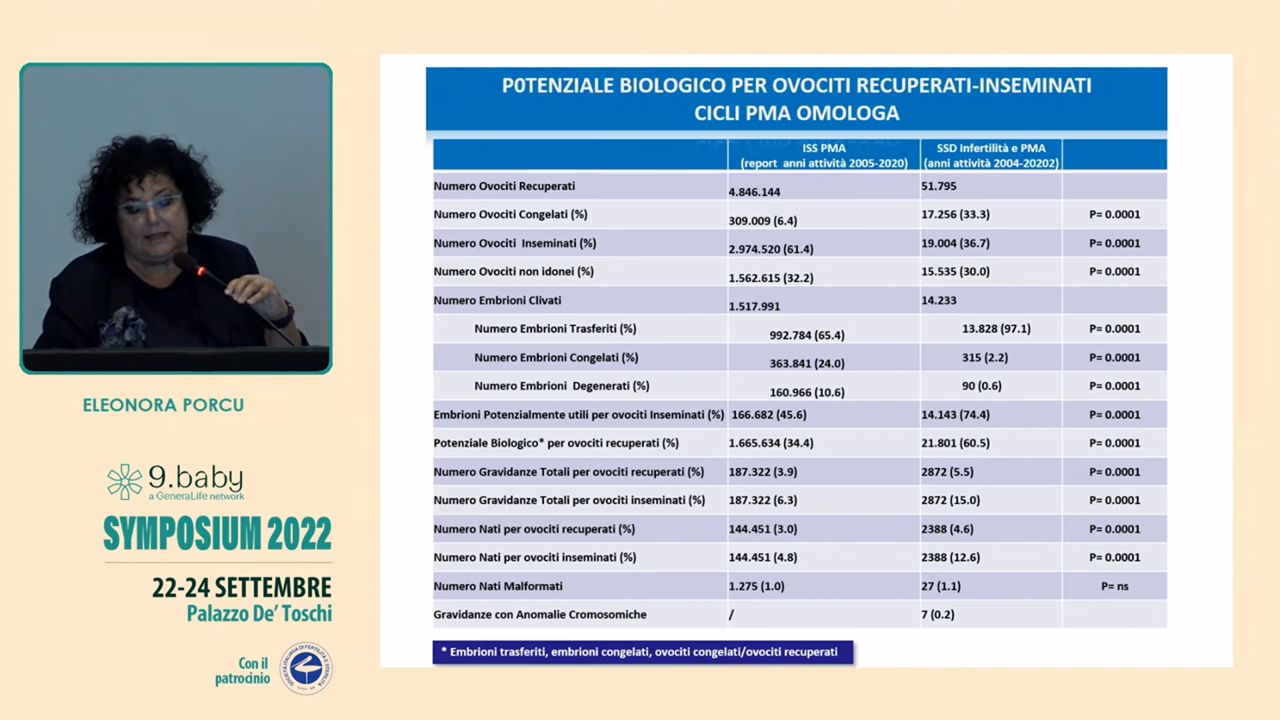 ELEONORA PORCU
9.baby
a GeneraLife network
SYMPOSIUM 2022
22-24 SETTEMBRE
Palazzo De' Toschi
Con il
patrocinio
P0TENZIALE BIOLOGICO PER OVOCITI RECUPERATI-INSEMINATI
CICLI PMA OMOLOGA
ISS PMA
(report anni attività 2005-2020)
SSD Infertilità e PMA
(anni attività 2004-20202)
Numero Ovociti Recuperati 4.846.144 51.795
Numero Ovociti Congelati (%) 309.009 (6.4) 17.256 (33.3) P= 0.0001
Numero Ovociti Inseminati (%) 2.974.520 (61.4) 19.004 (36.7) P= 0.0001
Numero Ovociti non idonei (%) 1.562.615 (32.2) 15.535 (30.0) P= 0.0001
Numero Embrioni Clivati 1.517.991 14.233
Numero Embrioni Trasferiti (%) 992.784 (65.4) 13.828 (97.1) P= 0.0001
Numero Embrioni Congelati (%) 363.841 (24.0) 315 (2.2) P= 0.0001
Numero Embrioni Degenerati (%) 160.966 (10.6) 90 (0.6) P= 0.0001
Embrioni Potenzialmente utili per ovociti Inseminati (%) 166.682 (45.6) 14.143 (74.4) P= 0.0001
Potenziale Biologico* per ovociti recuperati (%) 1.665.634 (34.4) 21.801 (60.5) P= 0.0001
Numero Gravidanze Totali per ovociti recuperati (%) 187.322 (3.9) 2872 (5.5) P= 0.0001
Numero Gravidanze Totali per ovociti inseminati (%) 187.322 (6.3) 2872 (15.0) P= 0.0001
Numero Nati per ovociti recuperati (%) 144.451 (3.0) 2388 (4.6) P= 0.0001
Numero Nati per ovociti inseminati (%) 144.451 (4.8) 2388 (12.6) P= 0.0001
Numero Nati Malformati 1.275 (1.0) 27 (1.1) P= ns
Gravidanze con Anomalie Cromosomiche / 7 (0.2)
* Embrioni trasferiti, embrioni congelati, ovociti congelati/ovociti recuperati